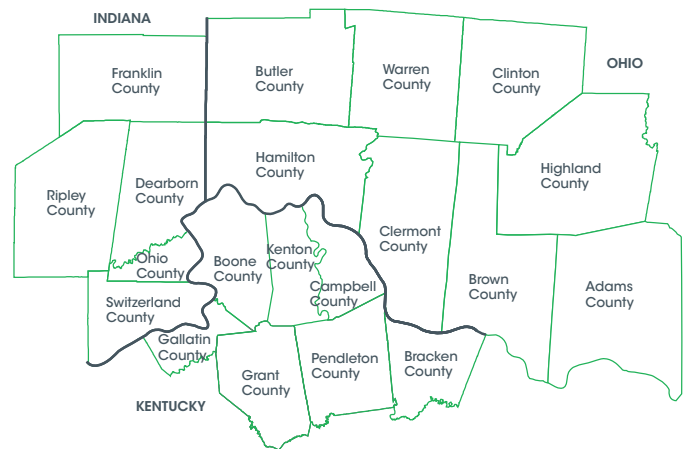 INDIANA
OHIO
Franklin
County
Butler
County
Warren
County
Clinton
County
Hamilton
County
Highland
County
Ripley
County
Dearborn
County
Clermont
County
Ohio
County
Boone
County
Kenton
County
Campbell
County
Brown
County
Adams
County
Switzerland
County
Gallatin
County
Grant
County
Pendleton
County
Bracken
County
KENTUCKY